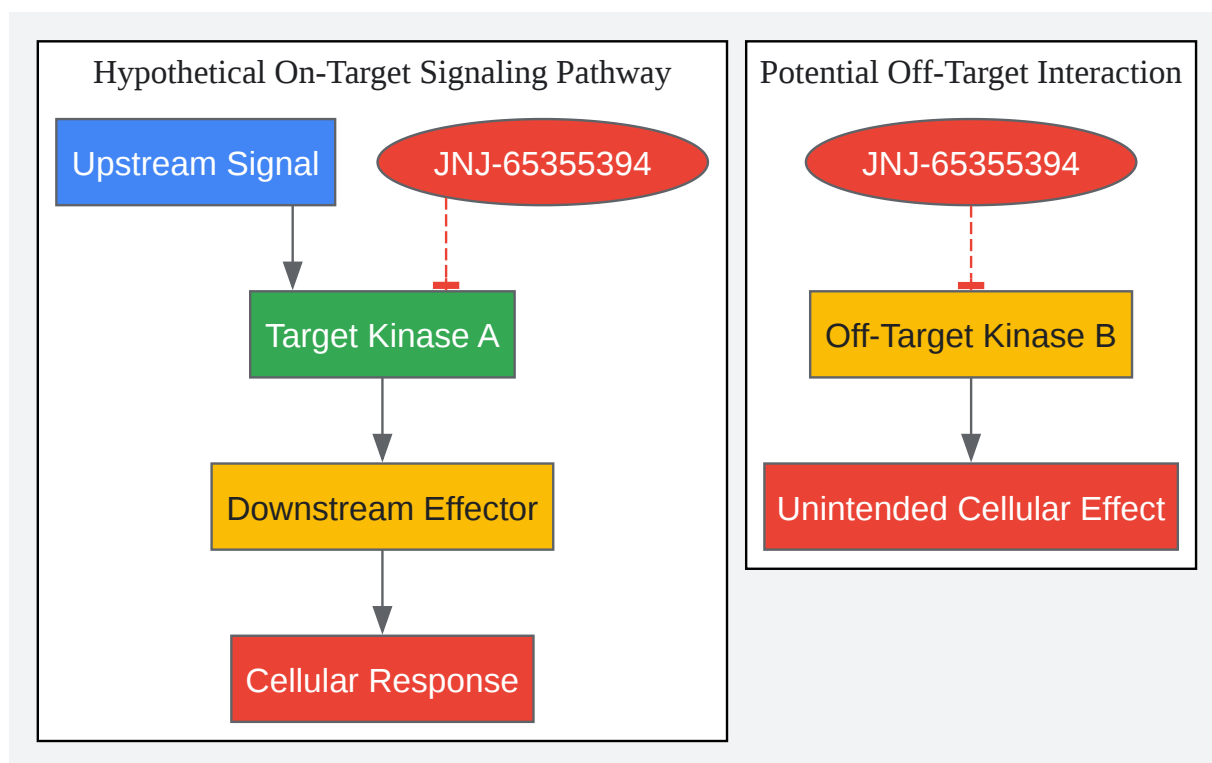 Hypothetical On-Target Signaling Pathway
Upstream Signal
JNJ-65355394
Target Kinase A
Downstream Effector
Cellular Response
Potential Off-Target Interaction
JNJ-65355394
Off-Target Kinase B
Unintended Cellular Effect